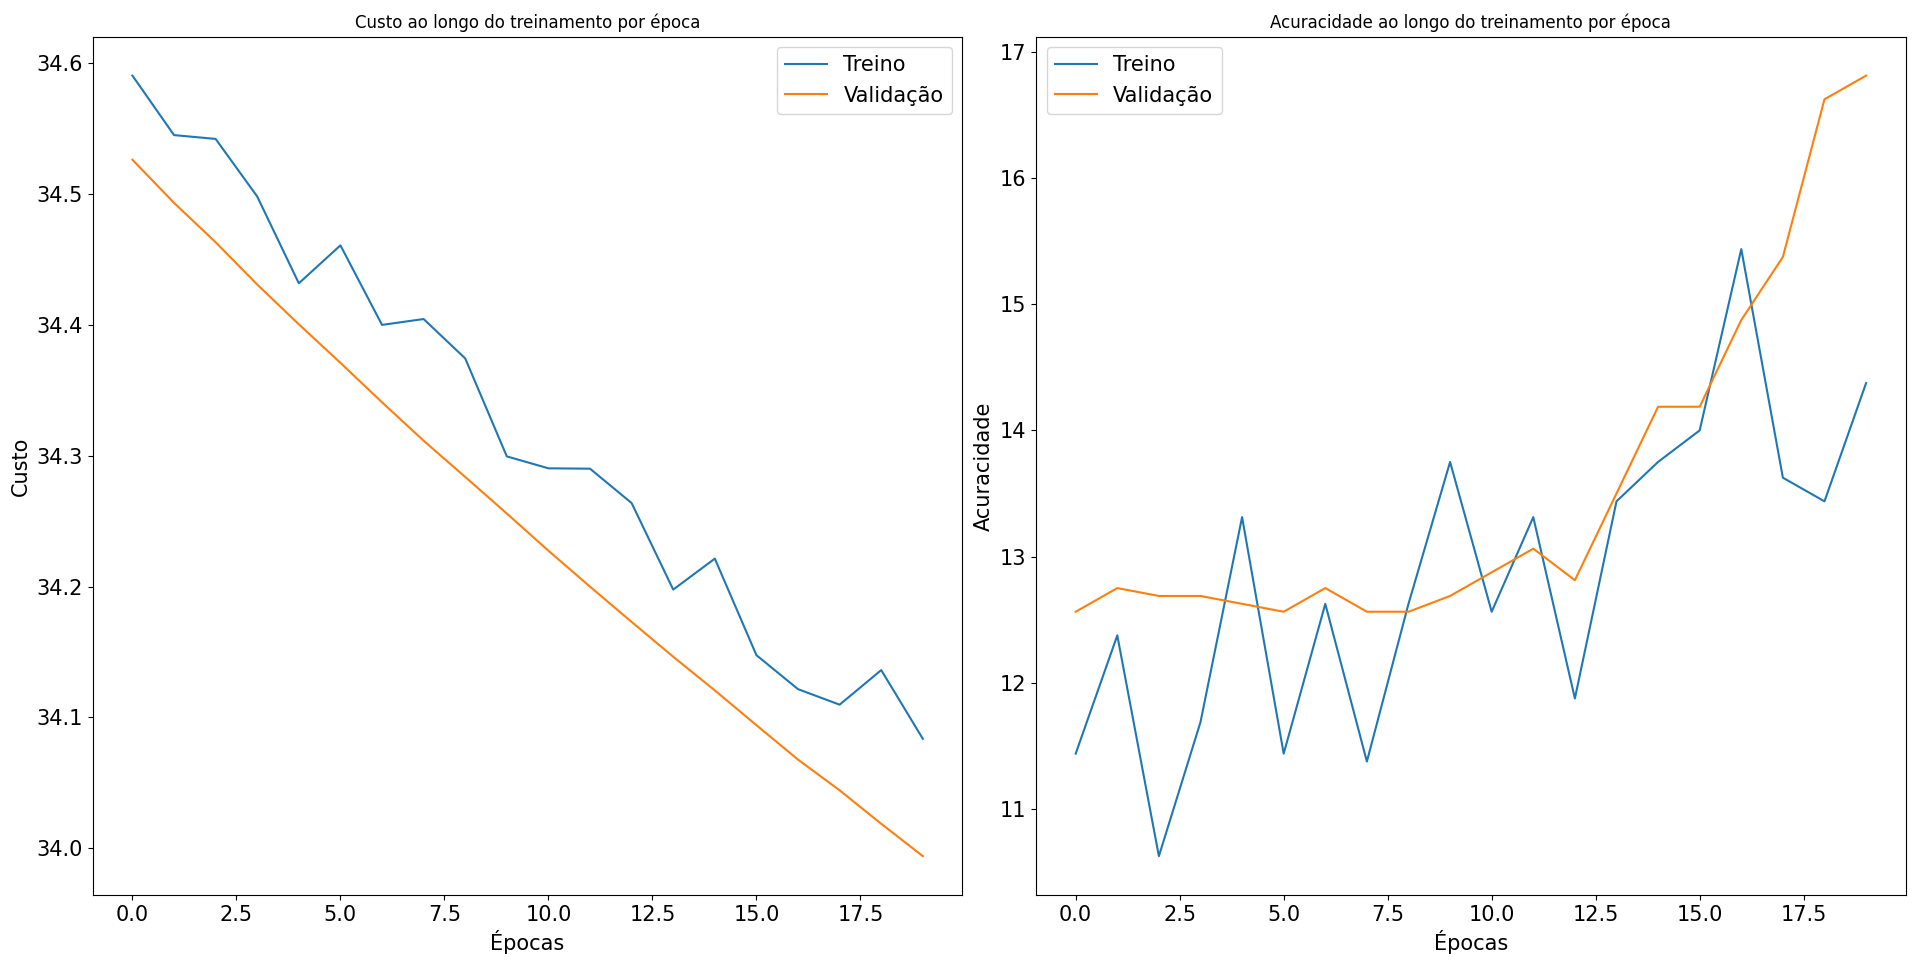 Custo ao longo do treinamento por época
34.6
34.5
34.4
34.3
34.2
34.1
34.0
Custo
0.0 2.5 5.0 7.5 10.0 12.5 15.0 17.5
Épocas
Treino
Validação
Acuracidade ao longo do treinamento por época
17
16
15
14
13
12
11
Acuracidade
0.0 2.5 5.0 7.5 10.0 12.5 15.0 17.5
Épocas
Treino
Validação